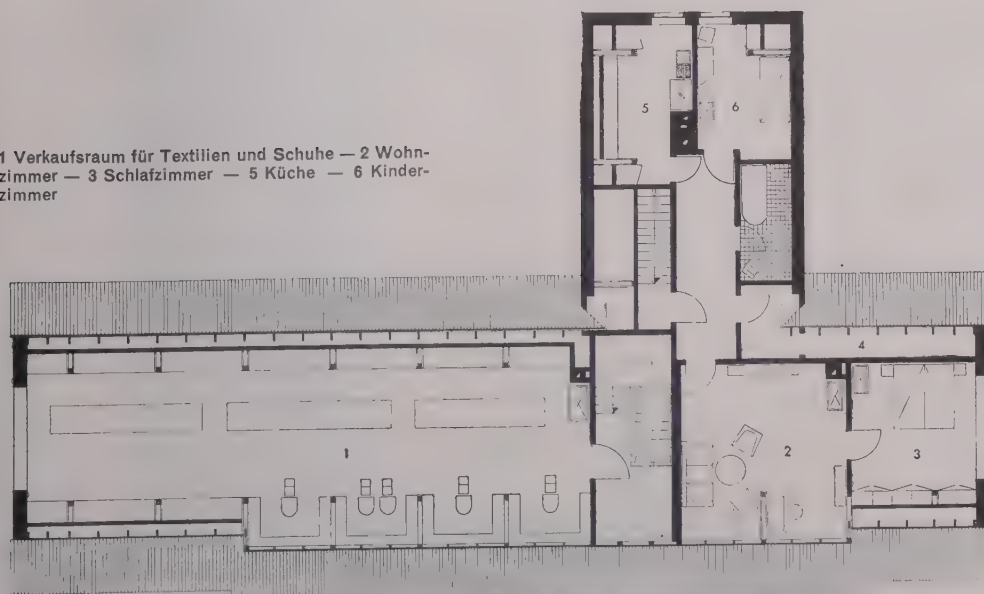 1 Verkaufsraum für Textilien und Schuhe — 2 Wohn-
zimmer — 3 Schlafzimmer — 5 Küche — 6 Kinder-
zimmer
5
6
4
1
2
3